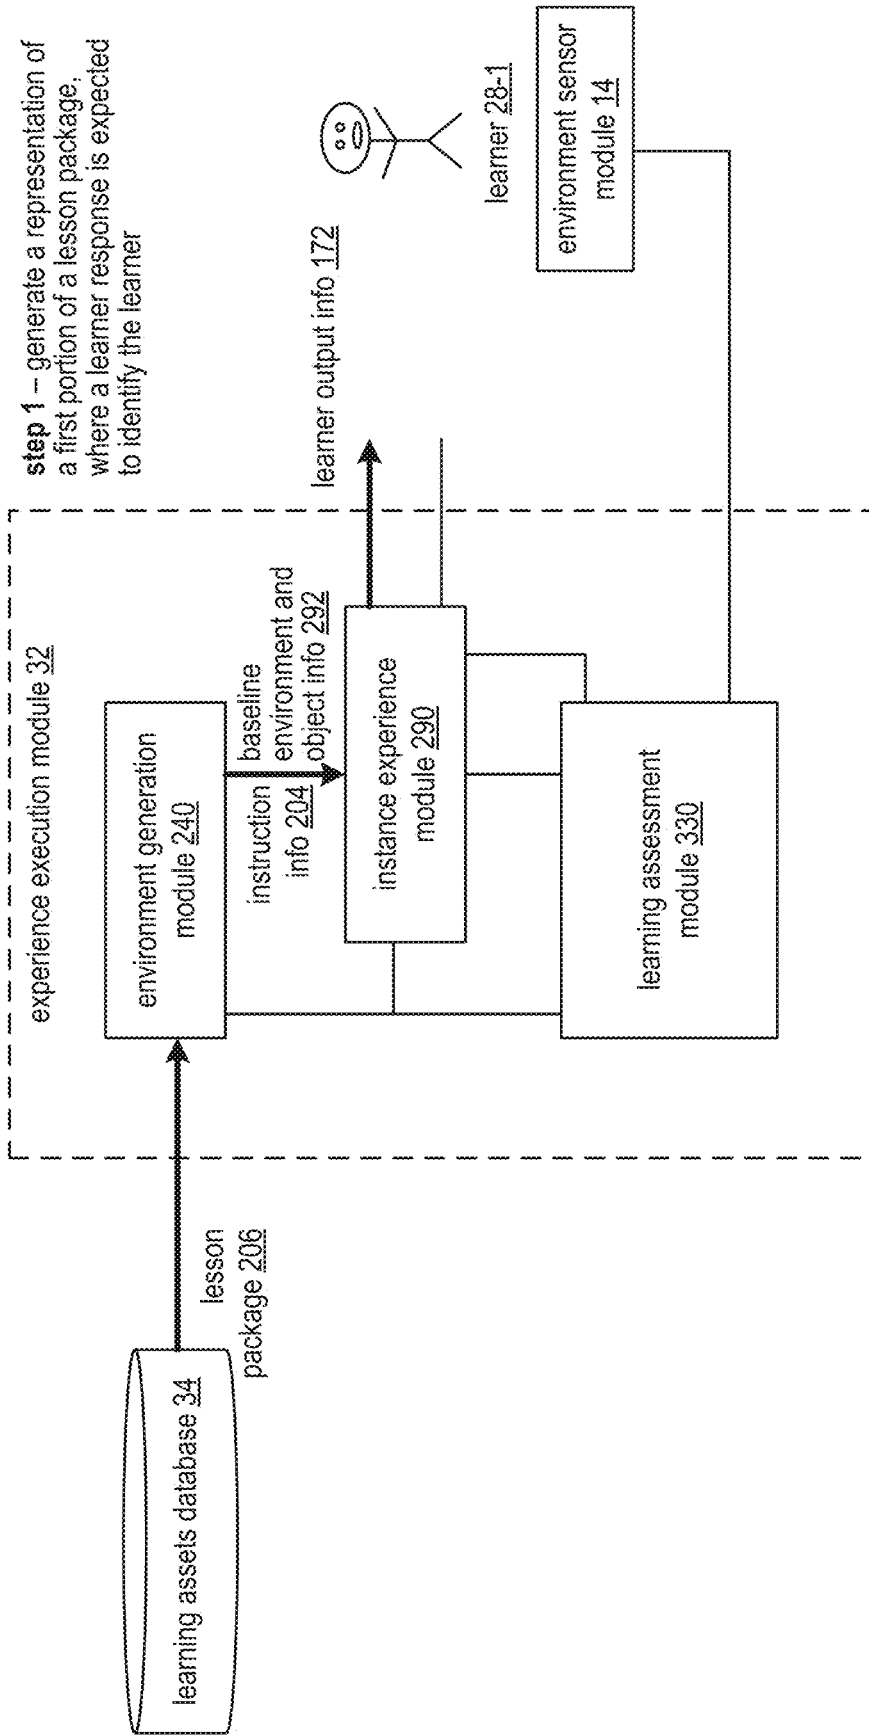 step 1 – generate a representation of
a first portion of a lesson package,
where a learner response is expected
to identify the learner
experience execution module 32
learning assets database 34
lesson
package 206
environment generation
module 240
instruction
info 204
baseline
environment and
object info 292
instance experience
module 290
learner output info 172
learner 28-1
learning assessment
module 330
environment sensor
module 14